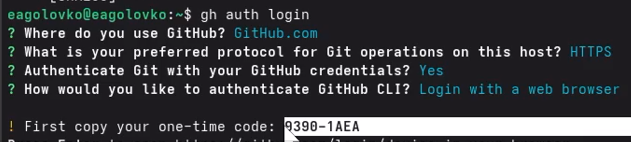 eagolovko@eagolovko:~$ gh auth login
? Where do you use GitHub? GitHub.com
? What is your preferred protocol for Git operations on this host? HTTPS
? Authenticate Git with your GitHub credentials? Yes
? How would you like to authenticate GitHub CLI? Login with a web browser
! First copy your one-time code: 9390-1AEA